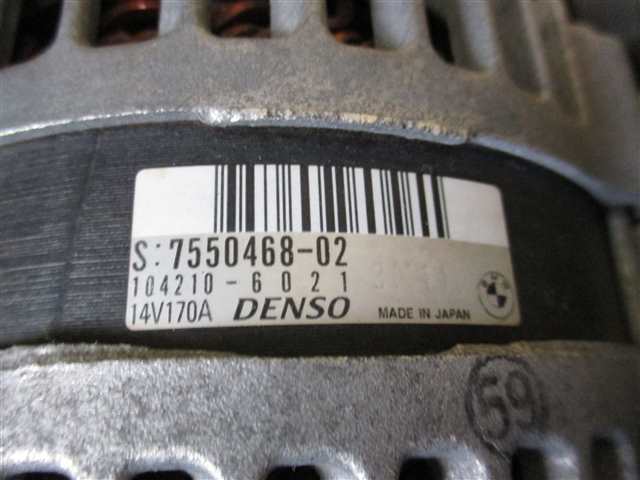 S: 7550468-02
104210-6021
14V170A DENSO MADE IN JAPAN
59